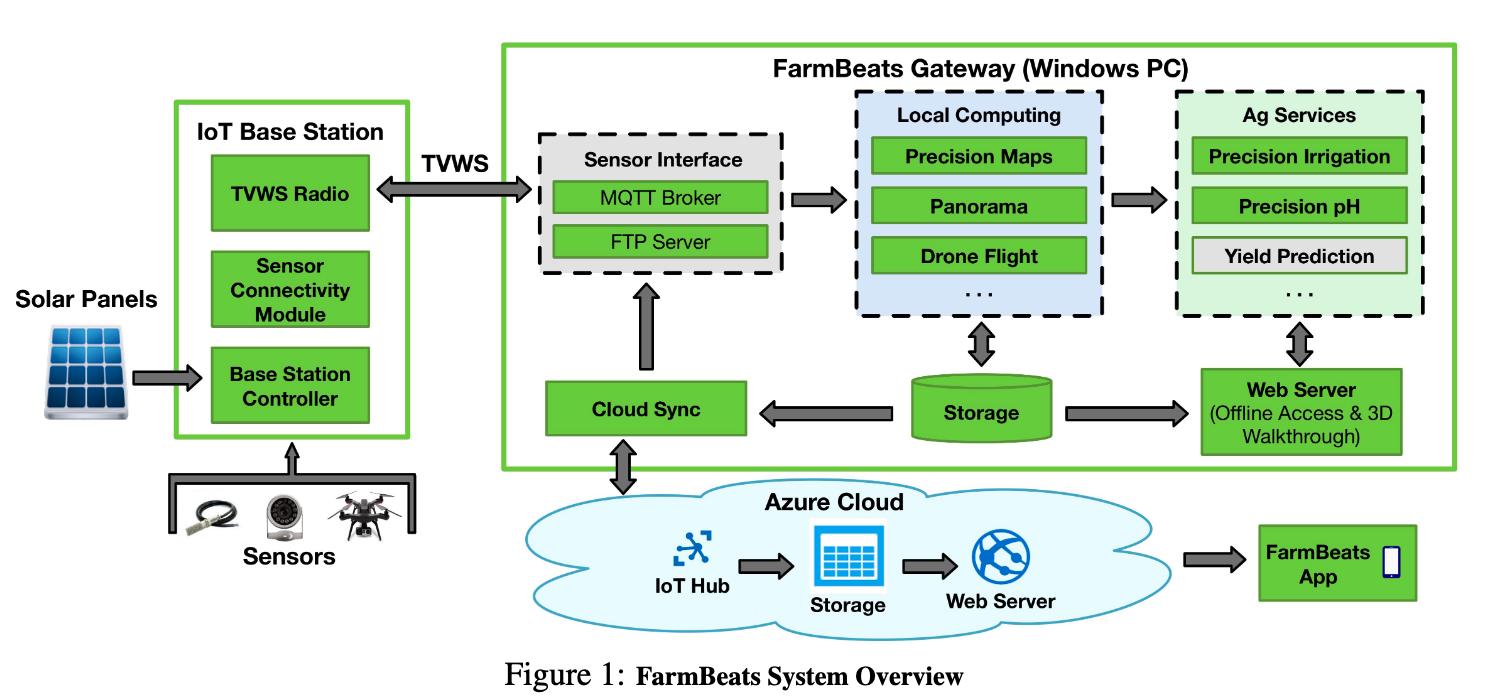 FarmBeats Gateway (Windows PC)
IoT Base Station
TVWS Radio
Sensor
Connectivity
Module
Base Station
Controller
Solar Panels
Sensors
TVWS
Sensor Interface
MQTT Broker
FTP Server
Local Computing
Precision Maps
Panorama
Drone Flight
...
Ag Services
Precision Irrigation
Precision pH
Yield Prediction
...
Cloud Sync
Storage
Web Server
(Offline Access & 3D
Walkthrough)
Azure Cloud
IoT Hub
Storage
Web Server
FarmBeats
App
Figure 1: FarmBeats System Overview